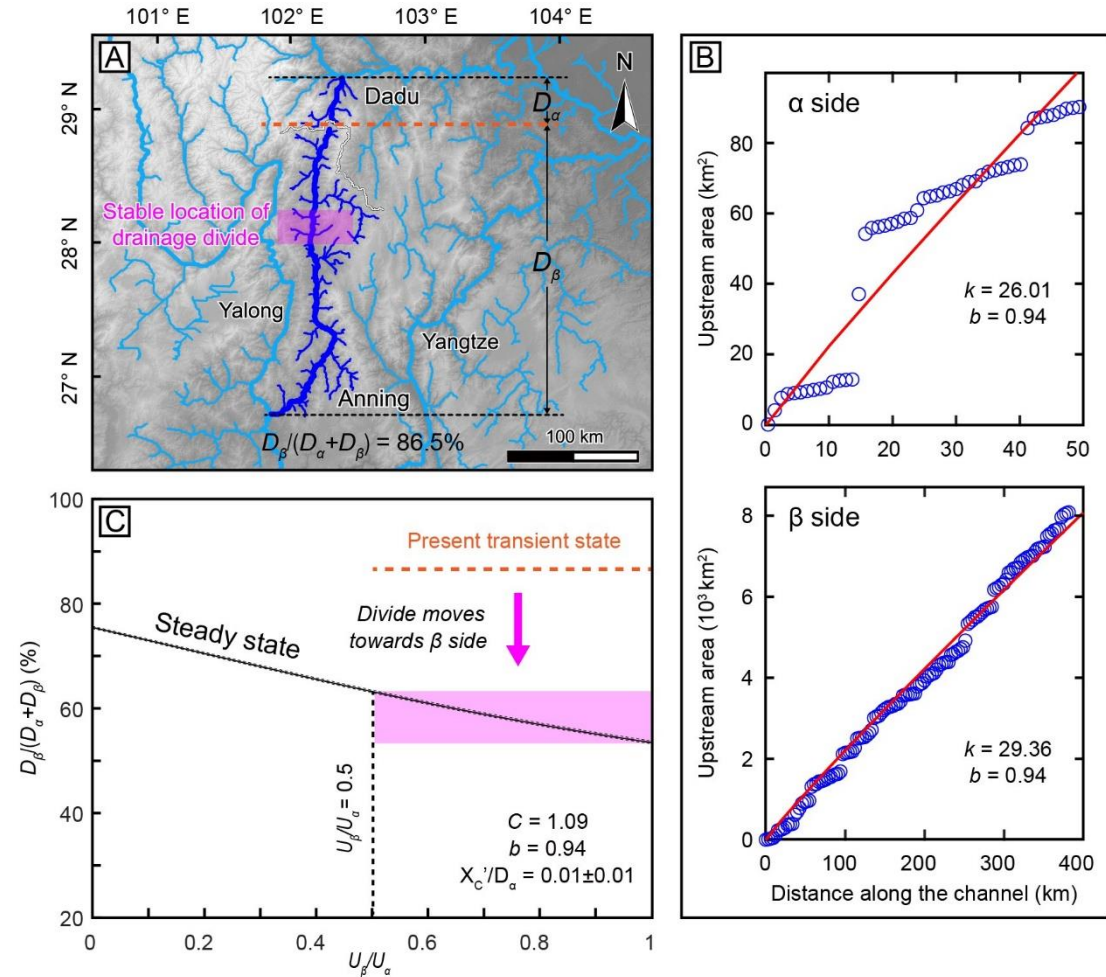 101° E 102° E 103° E 104° E
A
N
29° N
28° N
27° N
Dadu
Dα
Stable location of
drainage divide
Dβ
Yalong
Yangtze
Anning
Dβ/(Dα+Dβ) = 86.5%
100 km
B
α side
Upstream area (km²)
80
60
40
20
0
k = 26.01
b = 0.94
0 10 20 30 40 50
β side
Upstream area (10³ km²)
8
6
4
2
0
k = 29.36
b = 0.94
0 100 200 300 400
Distance along the channel (km)
C
Dβ/(Dα+Dβ) (%)
100
80
60
40
20
Present transient state
Divide moves
towards β side
Steady state
Uβ/Uα = 0.5
C = 1.09
b = 0.94
XC'/Dα = 0.01±0.01
0 0.2 0.4 0.6 0.8 1
Uβ/Uα